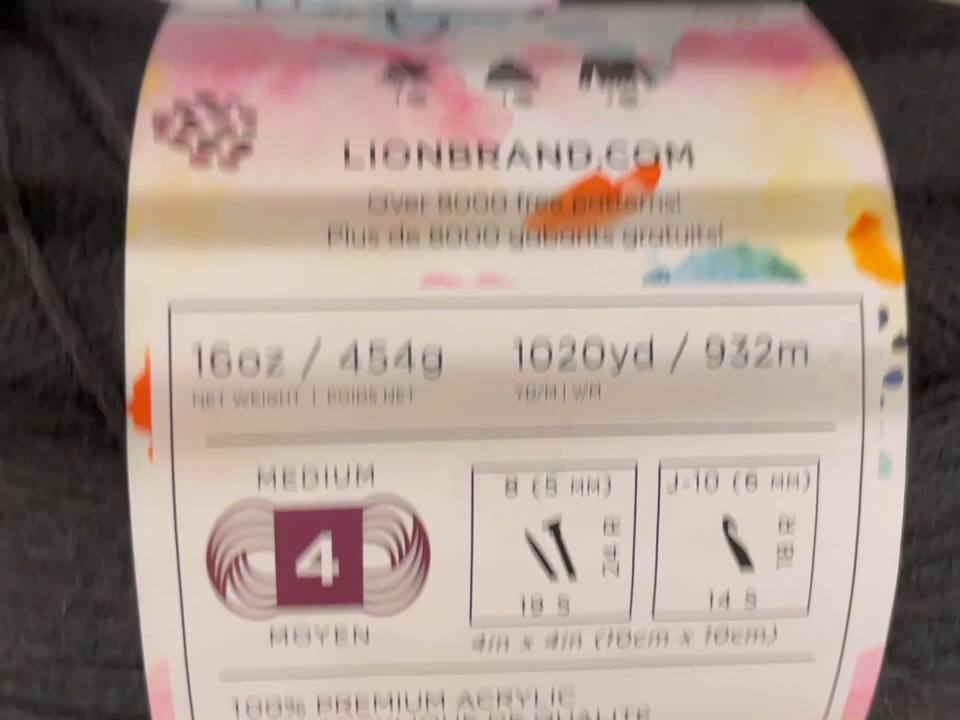 LIONBRAND.COM
Over 8000 free patterns!
Plus de 8000 gabarits gratuits!
16oz / 454g 1020yd / 932m
NET WEIGHT | POIDS NET YD/M | V/M
MEDIUM
4
MOYEN
8 (5 MM)
24 R
18 S
J-10 (6 MM)
18 R
14 S
4in x 4in (10cm x 10cm)
100% PREMIUM ACRYLIC
DE QUALITÉ